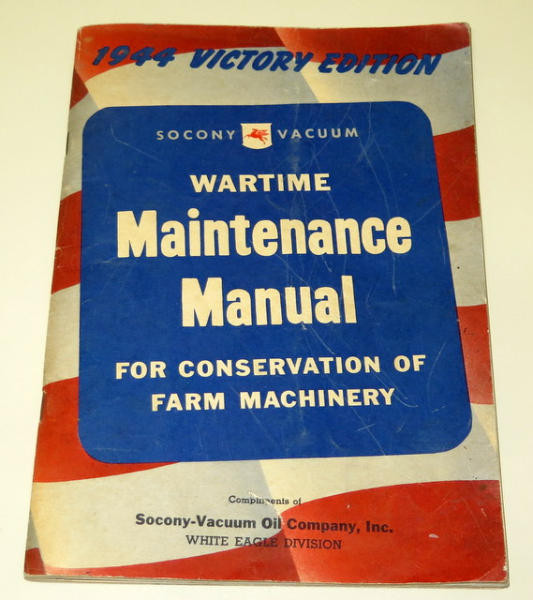 1944 VICTORY EDITION
SOCONY VACUUM
WARTIME
Maintenance
Manual
FOR CONSERVATION OF
FARM MACHINERY
Compliments of
Socony-Vacuum Oil Company, Inc.
WHITE EAGLE DIVISION